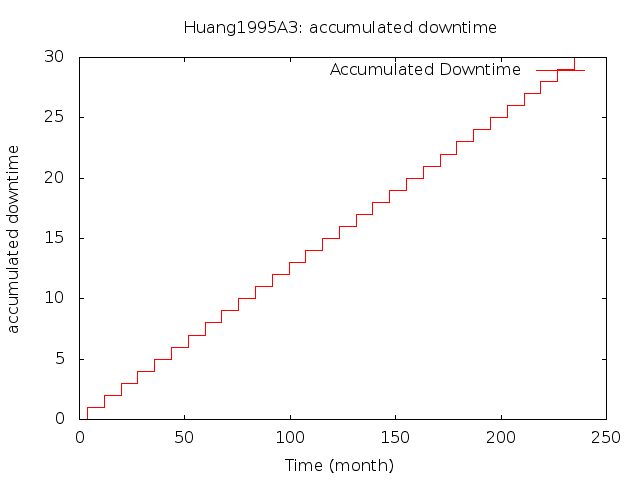 Huang1995A3: accumulated downtime
Accumulated Downtime
accumulated downtime
30
25
20
15
10
5
0
0 50 100 150 200 250
Time (month)